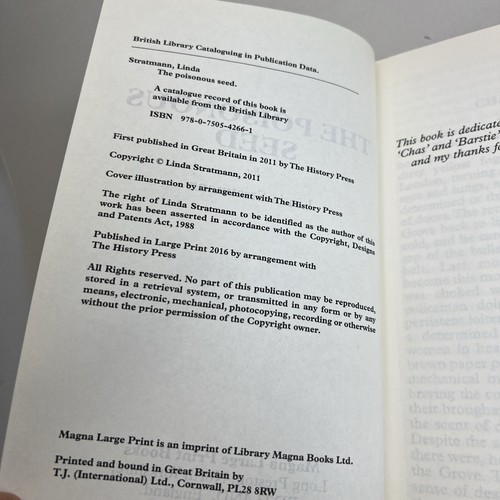 British Library Cataloguing in Publication Data.
Stratmann, Linda
The poisonous seed.
A catalogue record of this book is
available from the British Library
ISBN 978-0-7505-4266-1
First published in Great Britain in 2011 by The History Press
Copyright © Linda Stratmann, 2011
Cover illustration by arrangement with The History Press
The right of Linda Stratmann to be identified as the author of this
work has been asserted in accordance with the Copyright, Designs
and Patents Act, 1988
Published in Large Print 2016 by arrangement with
The History Press
All Rights reserved. No part of this publication may be reproduced,
stored in a retrieval system, or transmitted in any form or by any
means, electronic, mechanical, photocopying, recording or otherwise
without the prior permission of the Copyright owner.
Magna Large Print is an imprint of Library Magna Books Ltd.
Printed and bound in Great Britain by
T.J. (International) Ltd., Cornwall, PL28 8RW
This book is dedicate
'Chas' and 'Barstie'
and my thanks fo